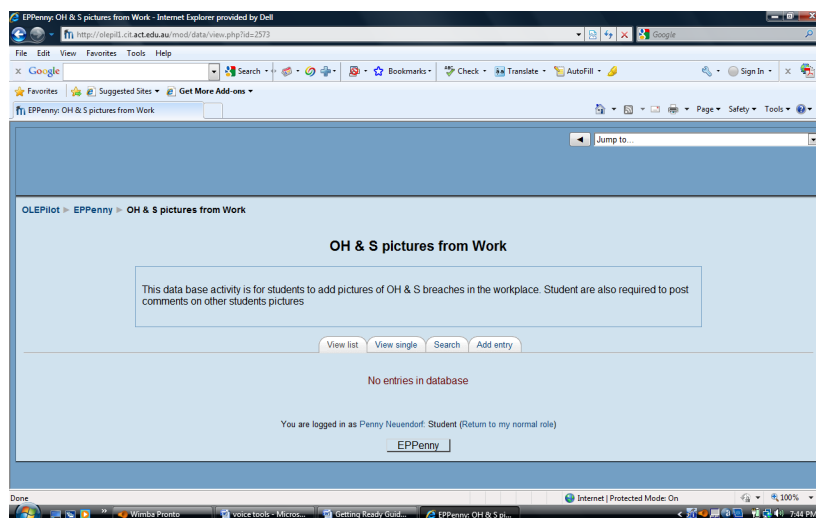 EPPenny: OH & S pictures from Work - Internet Explorer provided by Dell
http://olepil1.cit.act.edu.au/mod/data/view.php?id=2573
Google
File Edit View Favorites Tools Help
x Google Search Bookmarks Check Translate AutoFill Sign In x
Favorites Suggested Sites Get More Add-ons
EPPenny: OH & S pictures from Work Page Safety Tools
Jump to...
OLEPilot ► EPPenny ► OH & S pictures from Work
OH & S pictures from Work
This data base activity is for students to add pictures of OH & S breaches in the workplace. Student are also required to post
comments on other students pictures
View list View single Search Add entry
No entries in database
You are logged in as Penny Neuendorf: Student (Return to my normal role)
EPPenny
Done Internet | Protected Mode: On 100%
Wimba Pronto voice tools - Micros... Getting Ready Guid... EPPenny: OH & S pi... 7:44 PM